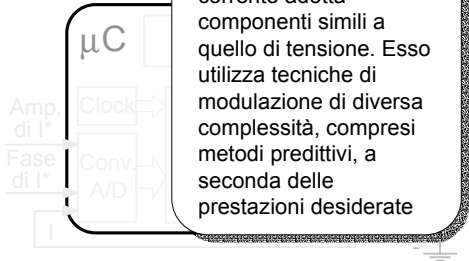 corrente adotta
componenti simili a
quello di tensione. Esso
utilizza tecniche di
modulazione di diversa
complessità, compresi
metodi predittivi, a
seconda delle
prestazioni desiderate
μC
Clock
Amp.
di I*
Fase
di I*
Conv.
A/D
I